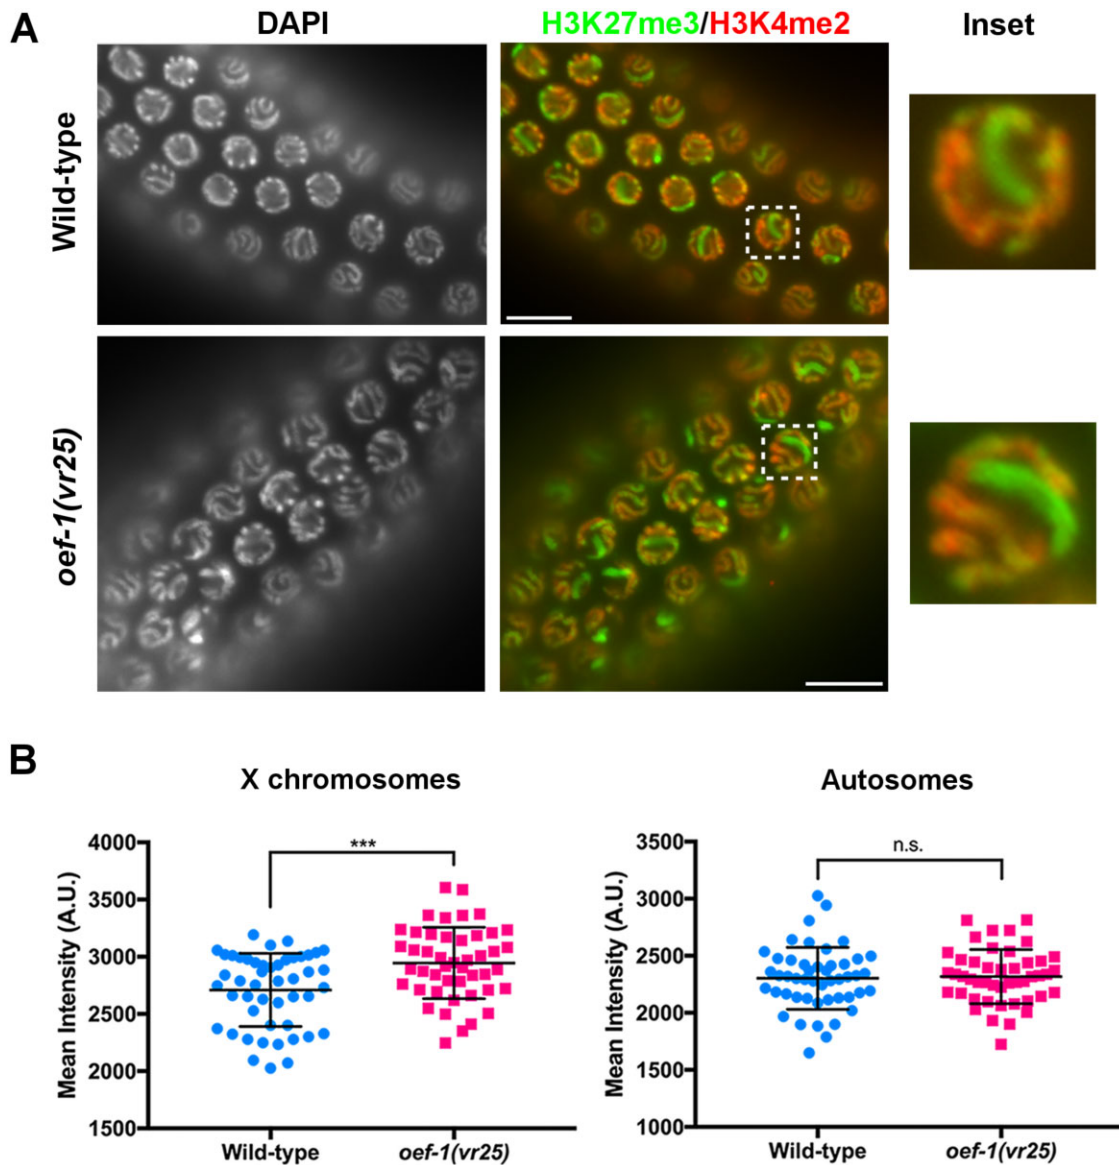 A
DAPI
H3K27me3/H3K4me2
Inset
Wild-type
oef-1(vr25)
B
X chromosomes
Mean Intensity (A.U.)
4000
3500
3000
2500
2000
1500
***
Wild-type
oef-1(vr25)
Autosomes
Mean Intensity (A.U.)
3500
3000
2500
2000
1500
1000
n.s.
Wild-type
oef-1(vr25)